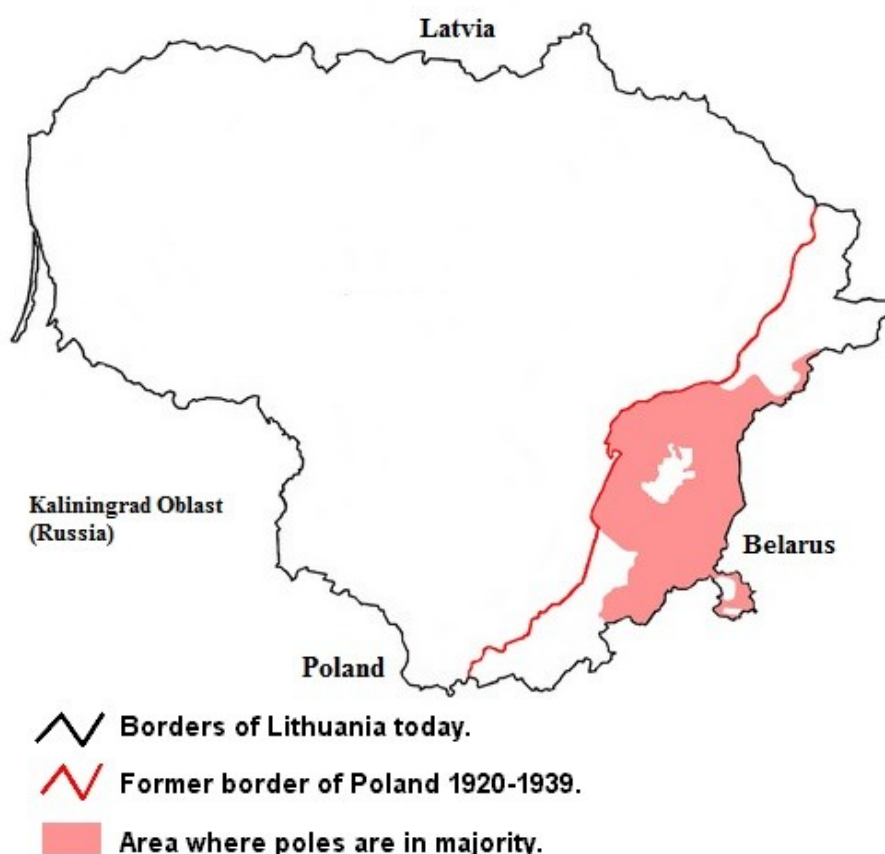 Latvia
Kaliningrad Oblast
(Russia)
Belarus
Poland
Borders of Lithuania today.
Former border of Poland 1920-1939.
Area where poles are in majority.